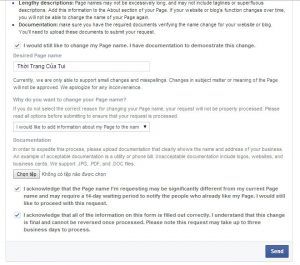 Lengthy descriptions: Page names may not be excessively long, and may not include taglines or superfluous
descriptors. Add this information to the About section of your Page. If your website or blog's function changes over time,
you will not be able to change the name of your Page again.
Documentation: make sure you have the required documents verifying the name change for your website or blog.
You'll need to upload these documents to submit your request.
I would still like to change my Page name. I have documentation to demonstrate this change.
Desired Page name
Thời Trang Của Tui
Currently, we are only able to support small changes and misspellings. Changes in subject matter or meaning of the Page
will not be approved. We apologize for any inconvenience.
Why do you want to change your Page name?
If you do not select the correct reason for changing your Page name, your request will not be properly processed. Please
read all options before submitting to ensure that your request is processed.
I would like to add information about my Page to the nam
Documentation
In order to expedite this process, please upload documentation that clearly shows the name and address of your business.
An example of acceptable documentation is a utility phone bill. Unacceptable documentation include logos, websites, and
business cards. We support .JPG, .PDF, and .DOC files.
Chọn tệp Không có tệp nào được chọn
I acknowledge that the Page name I'm requesting may be significantly different from my current Page
name and may require a 14-day waiting period to notify the people who already like my Page. I would still
like to proceed with this request.
I acknowledge that all of the information on this form is filled out correctly. I understand that this change
is final and cannot be reversed once processed. Please note this request may take up to three
business days to process.
Send